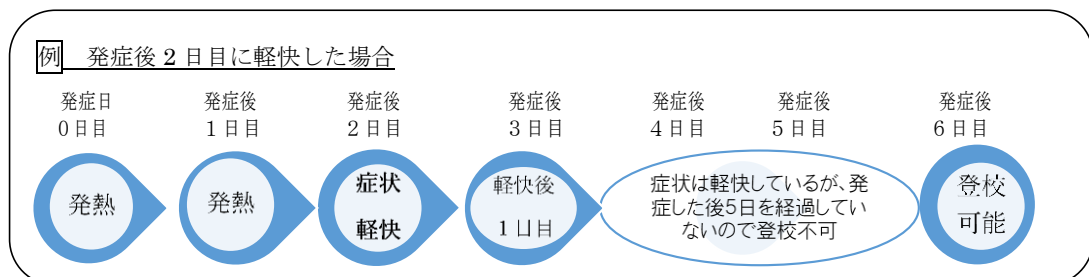 例 発症後2日目に軽快した場合
発症日 発症後 発症後 発症後 発症後 発症後 発症後
0日目 1日目 2日目 3日目 4日目 5日目 6日目
発熱
発熱
症状
軽快
軽快後
1日目
症状は軽快しているが、発
症した後5日を経過してい
ないので登校不可
登校
可能